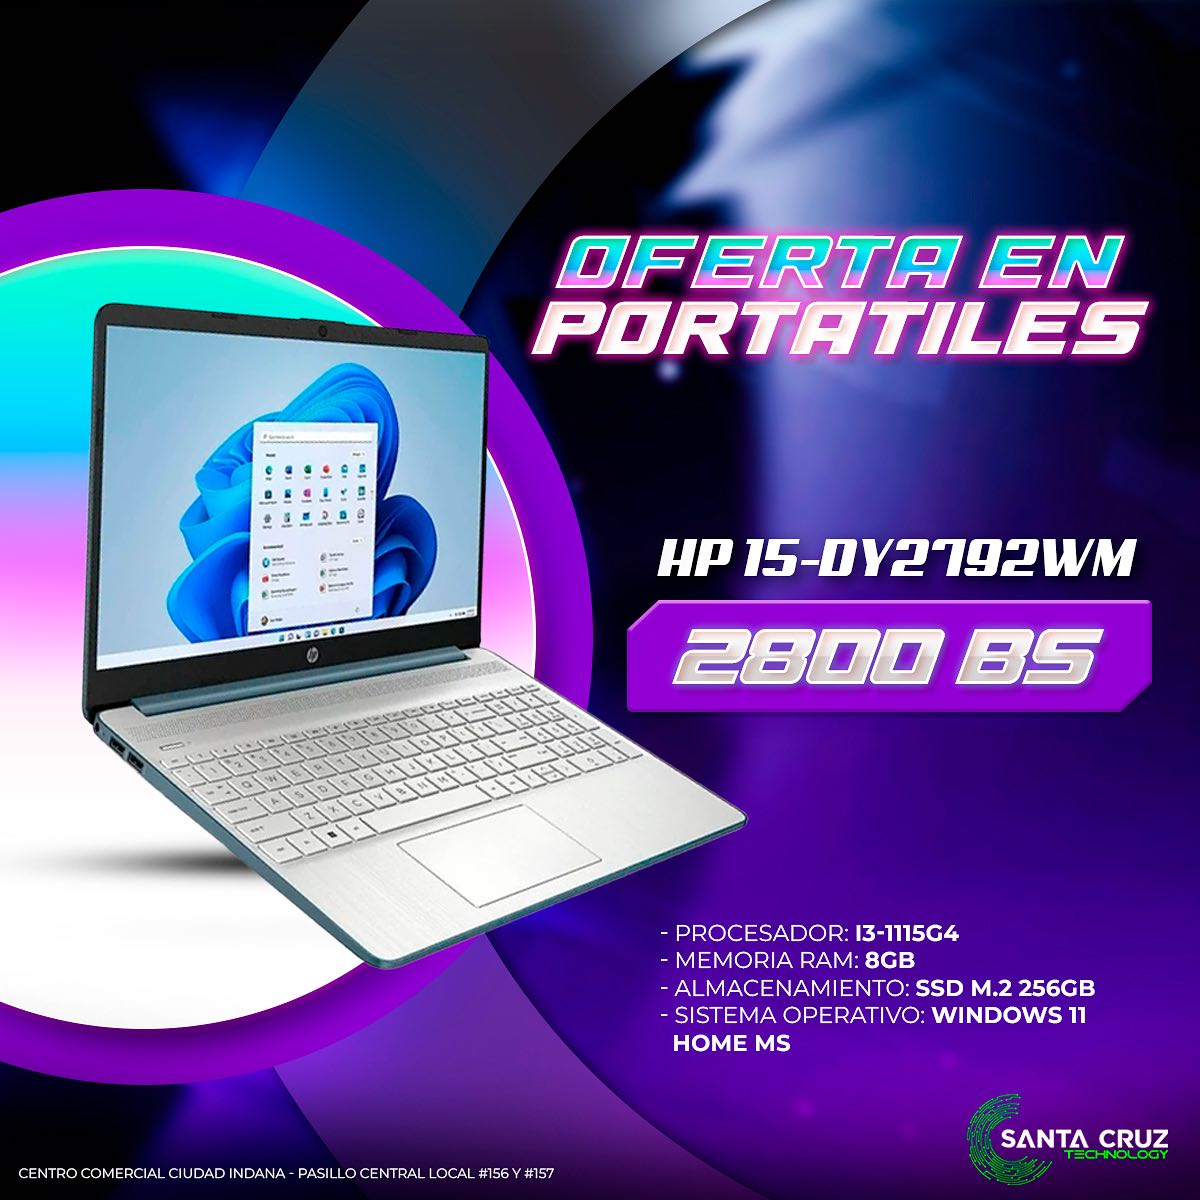 OFERTA EN
PORTATILES
HP 15-DY2792WM
2800 BS
- PROCESADOR: I3-1115G4
- MEMORIA RAM: 8GB
- ALMACENAMIENTO: SSD M.2 256GB
- SISTEMA OPERATIVO: WINDOWS 11
HOME MS
SANTA CRUZ
TECHNOLOGY
CENTRO COMERCIAL CIUDAD INDANA - PASILLO CENTRAL LOCAL #156 Y #157
hp